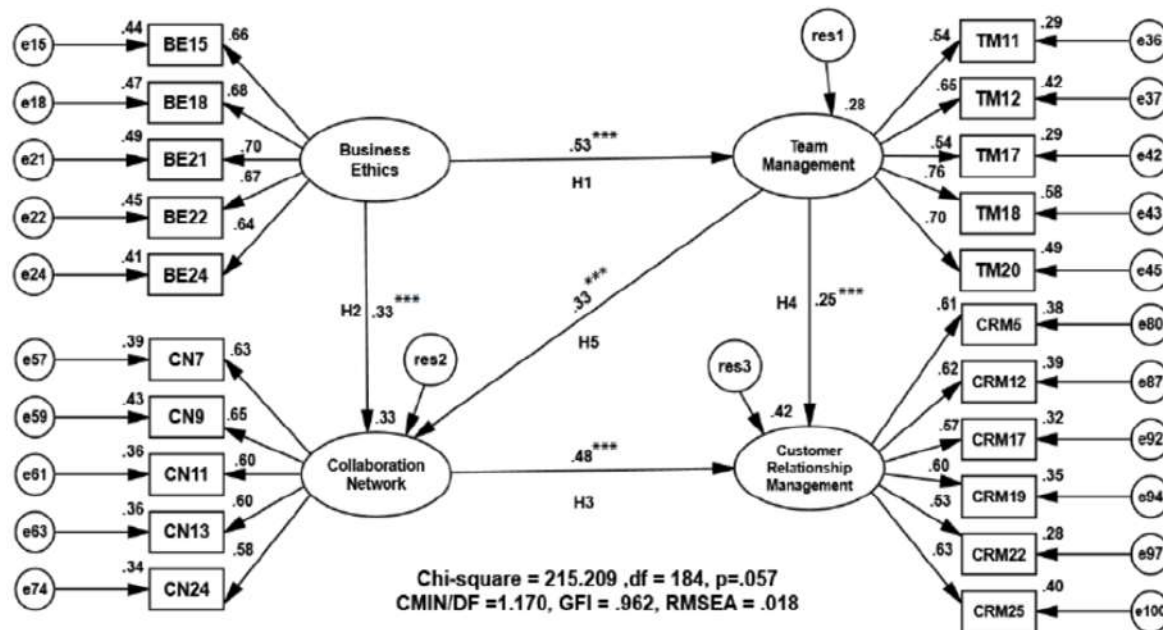 e15 .44 BE15 .66
e18 .47 BE18 .68
e21 .49 BE21 .70
e22 .45 BE22 .67
e24 .41 BE24 .64
Business
Ethics
.53***
H1
res1
.28
Team
Management
.54 TM11 .29 e36
.65 TM12 .42 e37
.54 TM17 .29 e42
.76 TM18 .58 e43
.70 TM20 .49 e45
H2 .33***
.33***
H5
H4 .25***
e57 .39 CN7 .63
e59 .43 CN9 .65
e61 .36 CN11 .60
e63 .36 CN13 .60
e74 .34 CN24 .58
res2
.33
Collaboration
Network
.48***
H3
res3
.42
Customer
Relationship
Management
.61 CRM5 .38 e80
.62 CRM12 .39 e87
.57 CRM17 .32 e92
.60 CRM19 .35 e94
.53 CRM22 .28 e97
.63 CRM25 .40 e100
Chi-square = 215.209 ,df = 184, p=.057
CMIN/DF =1.170, GFI = .962, RMSEA = .018